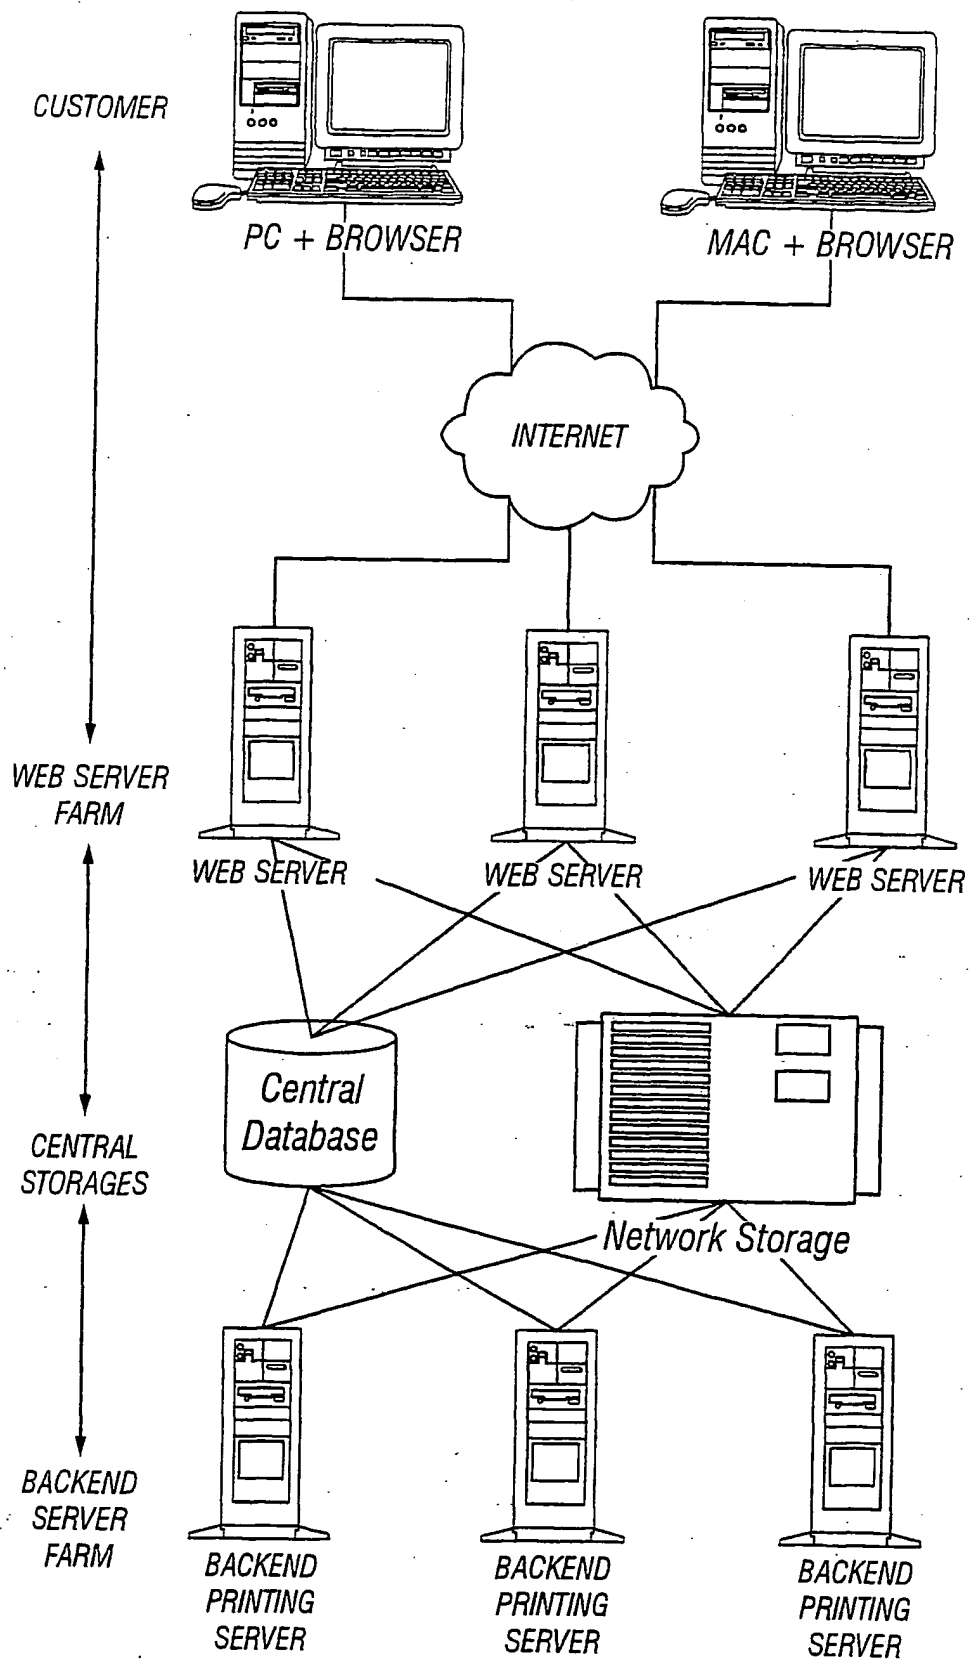 CUSTOMER
PC + BROWSER
MAC + BROWSER
INTERNET
WEB SERVER
FARM
WEB SERVER
WEB SERVER
WEB SERVER
Central
Database
CENTRAL
STORAGES
Network Storage
BACKEND
SERVER
FARM
BACKEND
PRINTING
SERVER
BACKEND
PRINTING
SERVER
BACKEND
PRINTING
SERVER